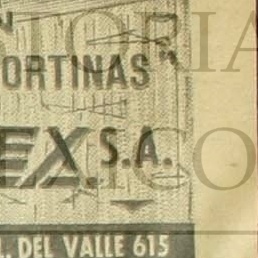 ORTINAS"
EX. S.A.
. DEL VALLE 615